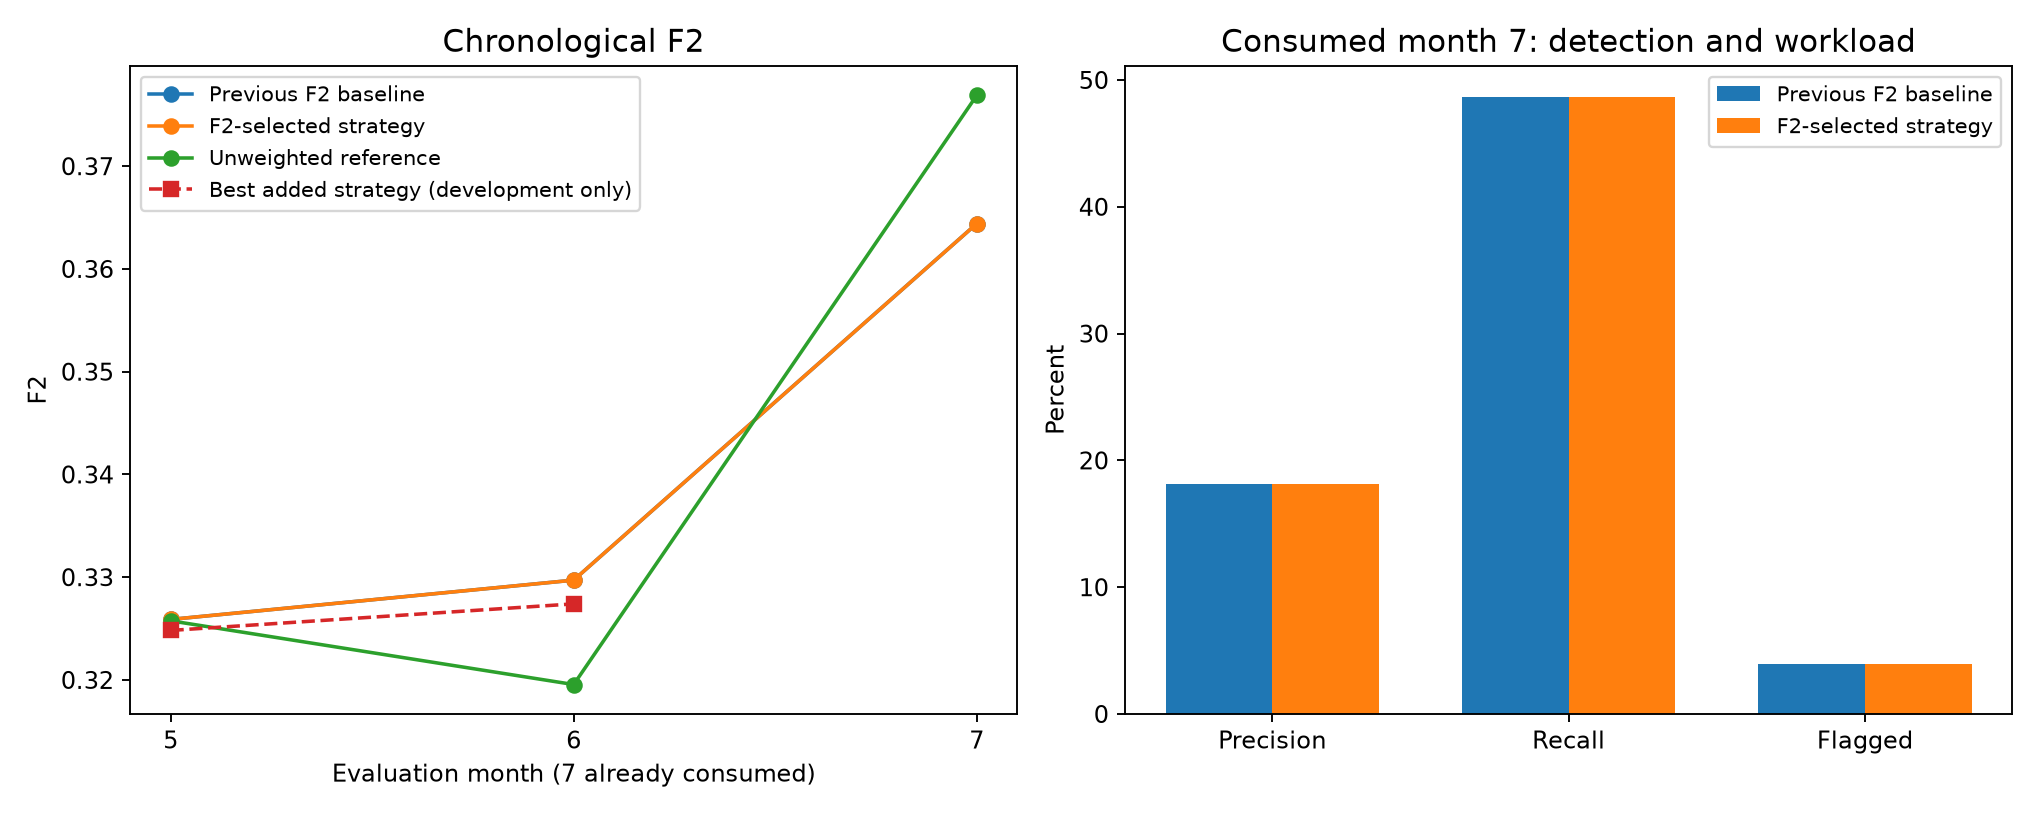 Chronological F2
Previous F2 baseline
F2-selected strategy
Unweighted reference
Best added strategy (development only)
0.37
0.36
0.35
0.34
0.33
0.32
F2
5
6
7
Evaluation month (7 already consumed)
Consumed month 7: detection and workload
Previous F2 baseline
F2-selected strategy
50
40
30
20
10
0
Percent
Precision
Recall
Flagged